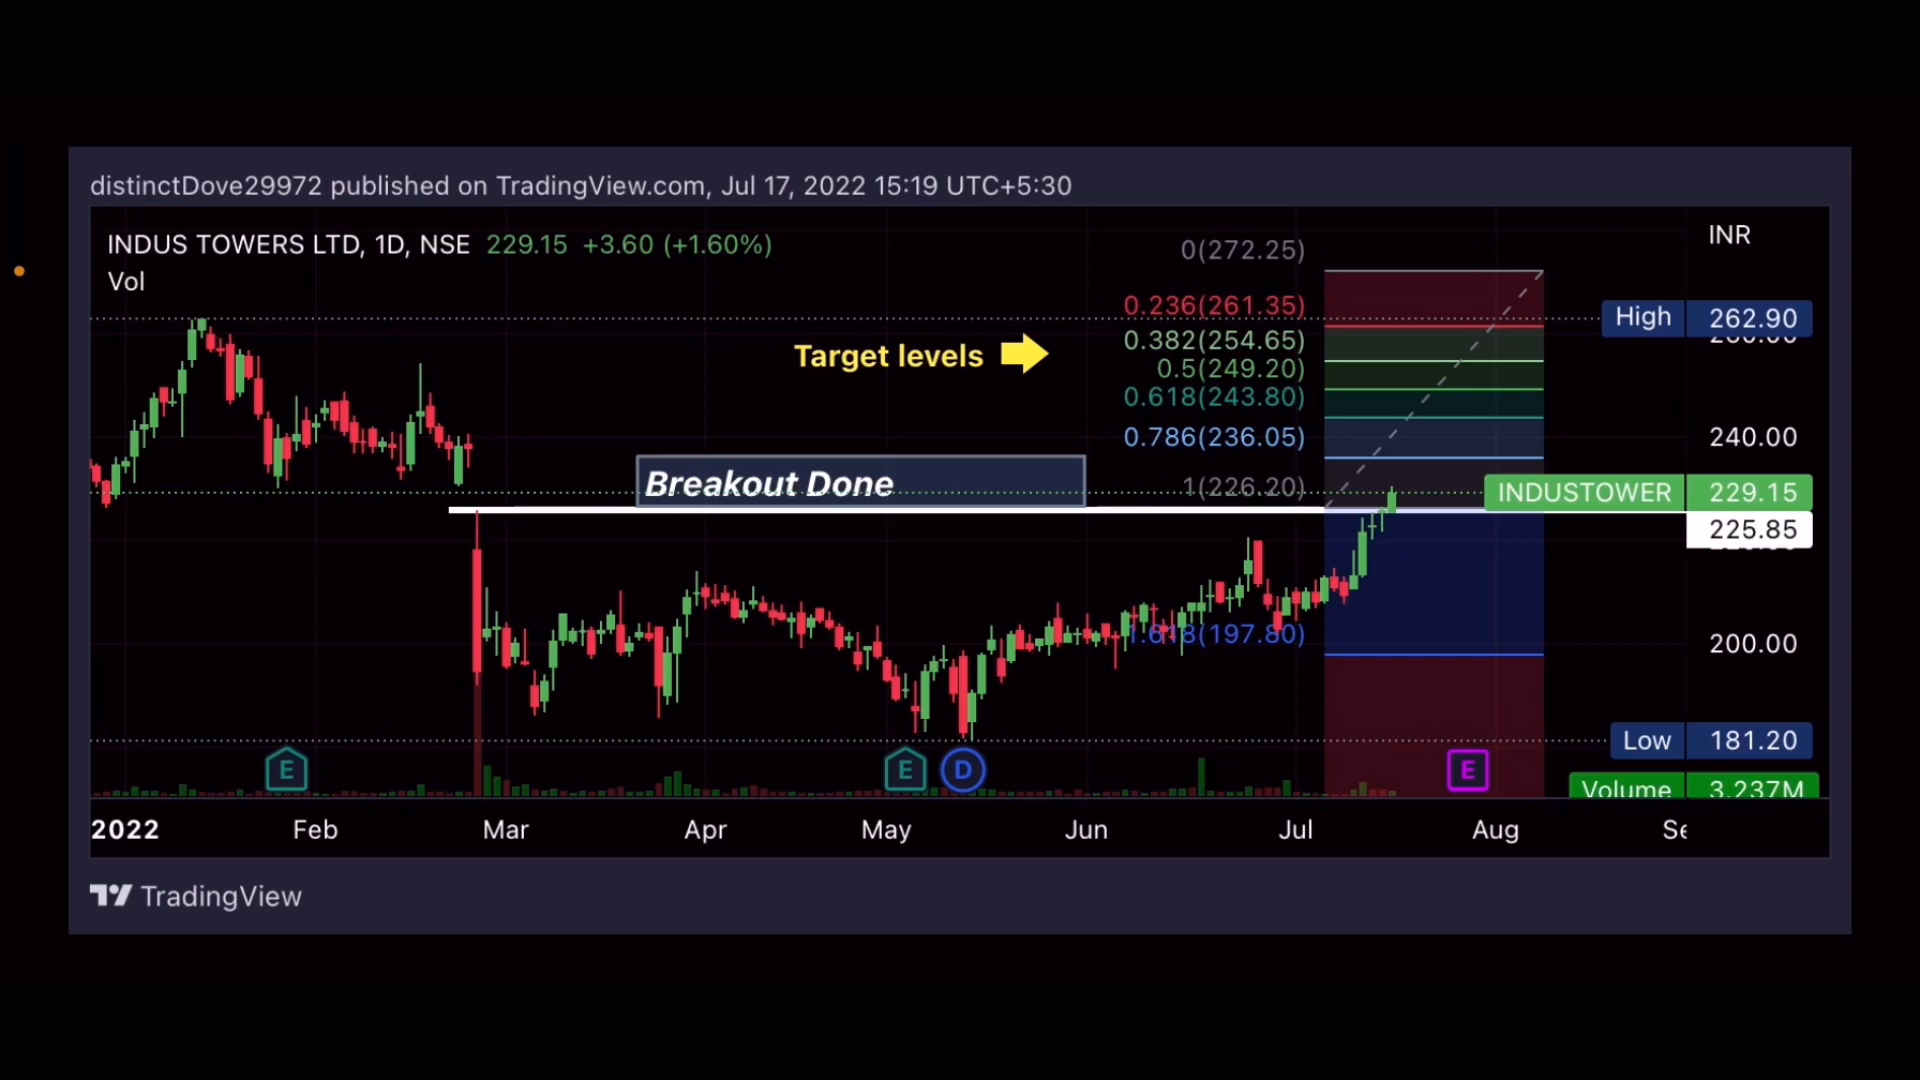 distinctDove29972 published on TradingView.com, Jul 17, 2022 15:19 UTC+5:30
INDUS TOWERS LTD, 1D, NSE 229.15 +3.60 (+1.60%)
Vol
INR
0(272.25)
0.236(261.35)
High 262.90
Target levels
0.382(254.65)
0.5(249.20)
0.618(243.80)
0.786(236.05)
240.00
Breakout Done
1(226.20)
INDUSTOWER 229.15
225.85
1.618(197.80)
200.00
Low 181.20
E
E
D
E
Volume 3.237M
2022 Feb Mar Apr May Jun Jul Aug
TradingView